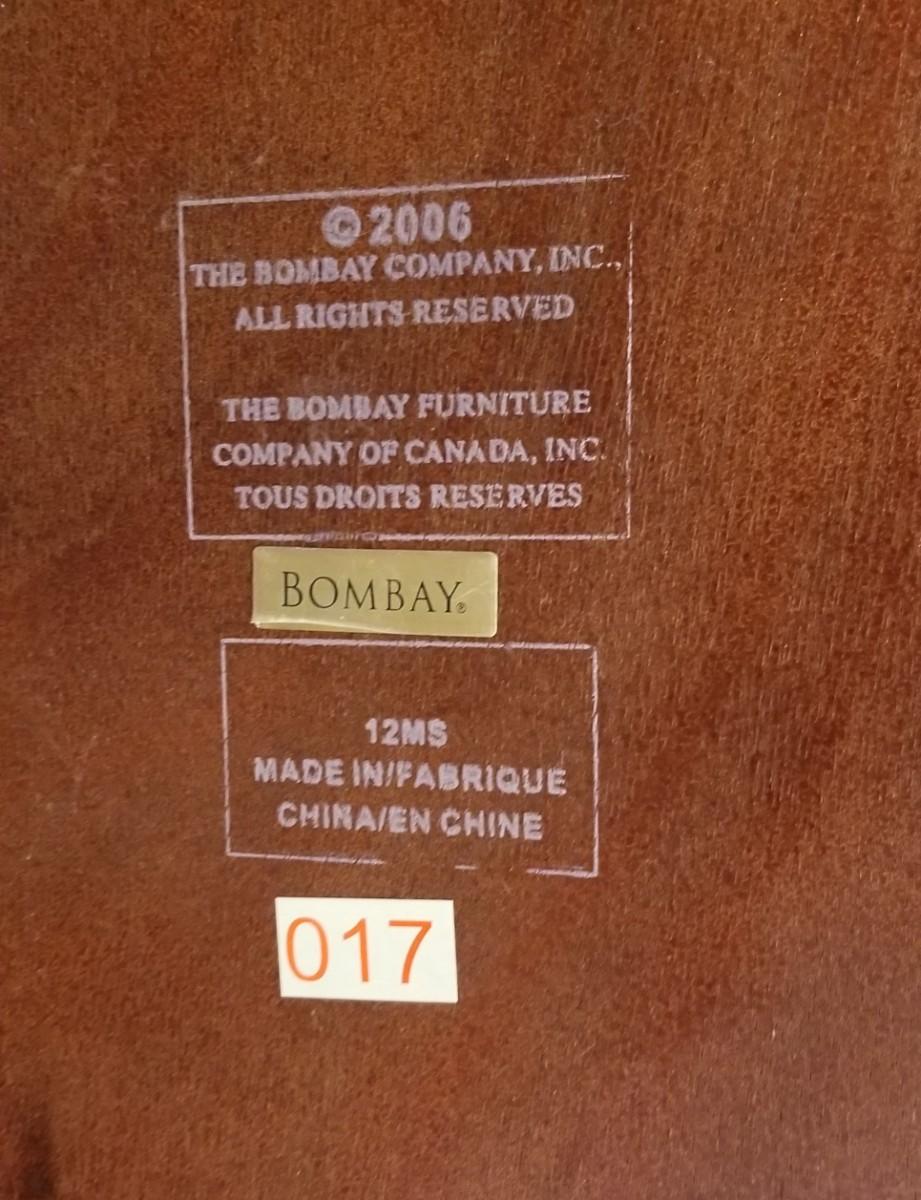 © 2006
THE BOMBAY COMPANY, INC.,
ALL RIGHTS RESERVED
THE BOMBAY FURNITURE
COMPANY OF CANADA, INC.
TOUS DROITS RESERVES
BOMBAY®
12MS
MADE IN/FABRIQUE
CHINA/EN CHINE
017